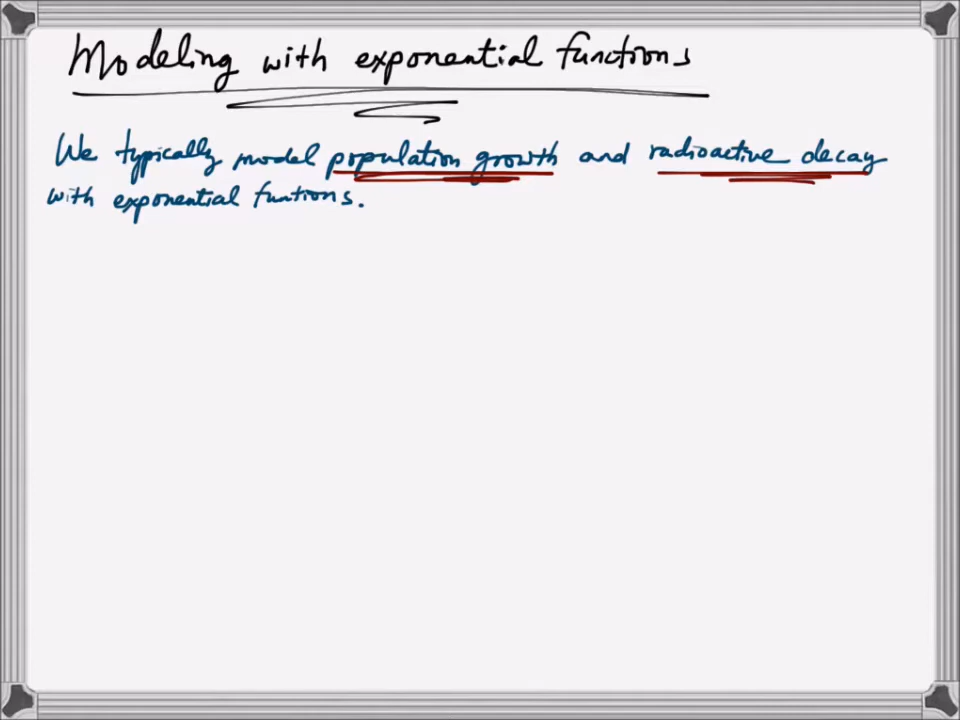 Modeling with exponential functions
We typically model population growth and radioactive decay
with exponential functions.